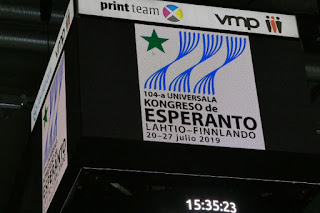 print team
vmp
104-a UNIVERSALA
KONGRESO de
ESPERANTO
LAHTIO-FINNLANDO
20-27 julio 2019
15:35:23